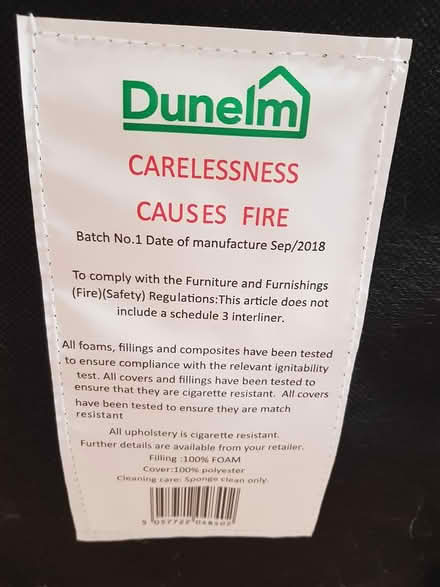 Dunelm
CARELESSNESS
CAUSES FIRE
Batch No.1 Date of manufacture Sep/2018
To comply with the Furniture and Furnishings
(Fire)(Safety) Regulations:This article does not
include a schedule 3 interliner.
All foams, fillings and composites have been tested
to ensure compliance with the relevant ignitability
test. All covers and fillings have been tested to
ensure that they are cigarette resistant. All covers
have been tested to ensure they are match
resistant
All upholstery is cigarette resistant.
Further details are available from your retailer.
Filling :100% FOAM
Cover:100% polyester
Cleaning care: Sponge clean only.